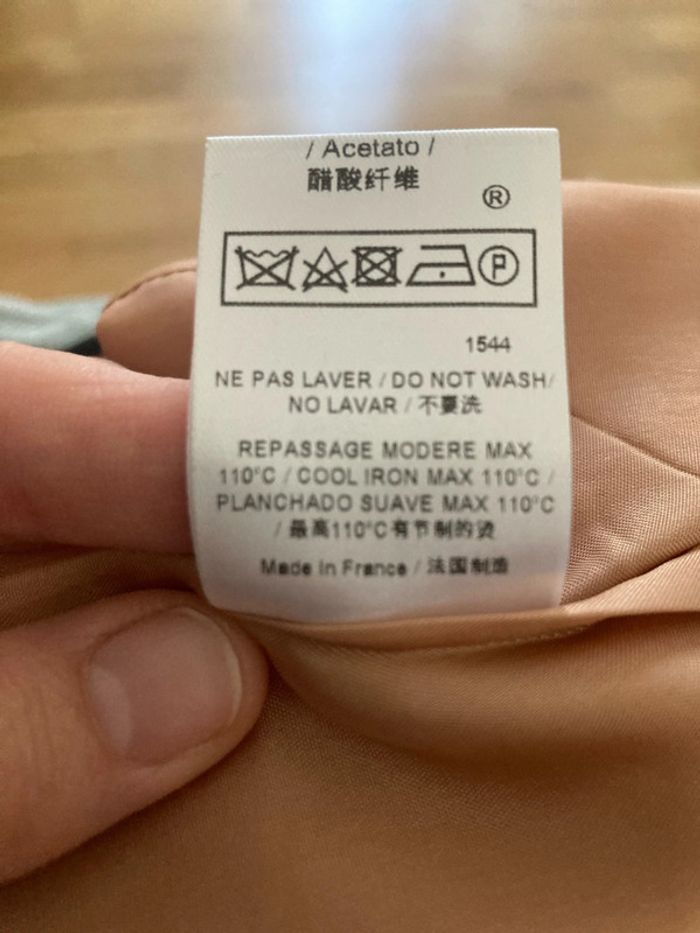 / Acetato /
醋酸纤维
®
P
1544
NE PAS LAVER / DO NOT WASH/
NO LAVAR / 不要洗
REPASSAGE MODERE MAX
110°C / COOL IRON MAX 110°C /
PLANCHADO SUAVE MAX 110°C
/ 最高110°C有节制的烫
Made in France / 法国制造